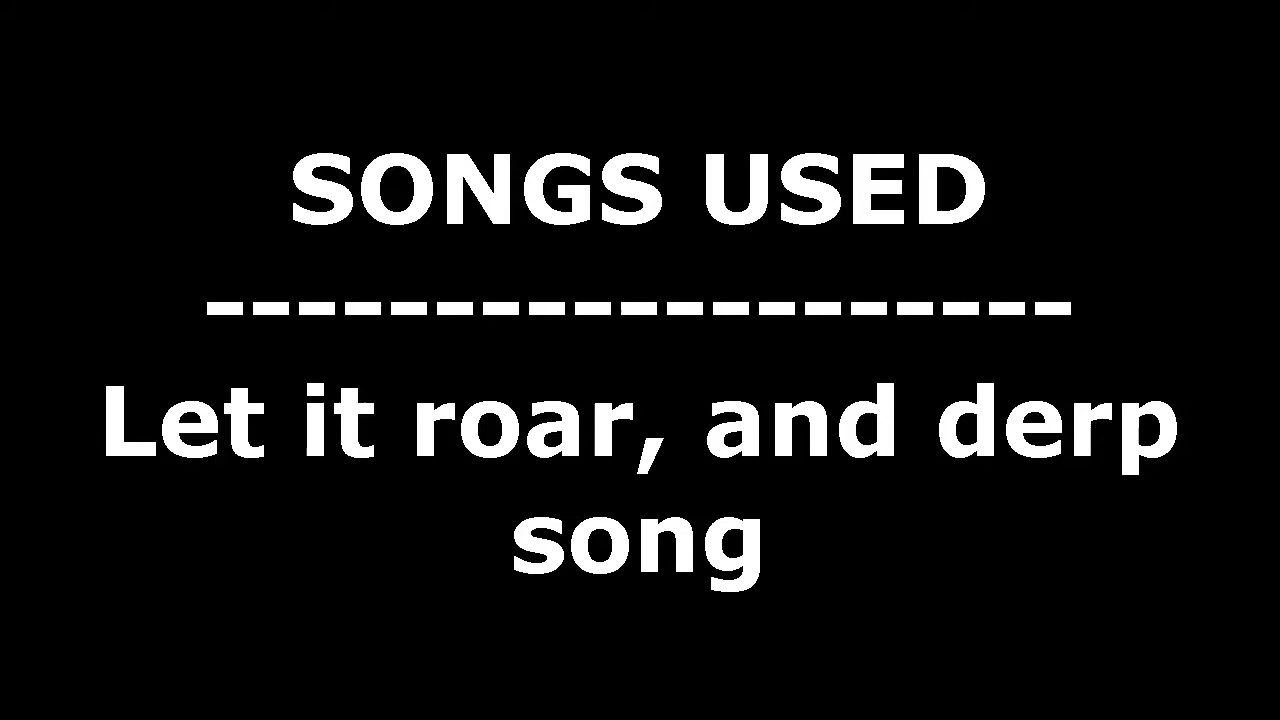 SONGS USED
-------------------
Let it roar, and derp
song